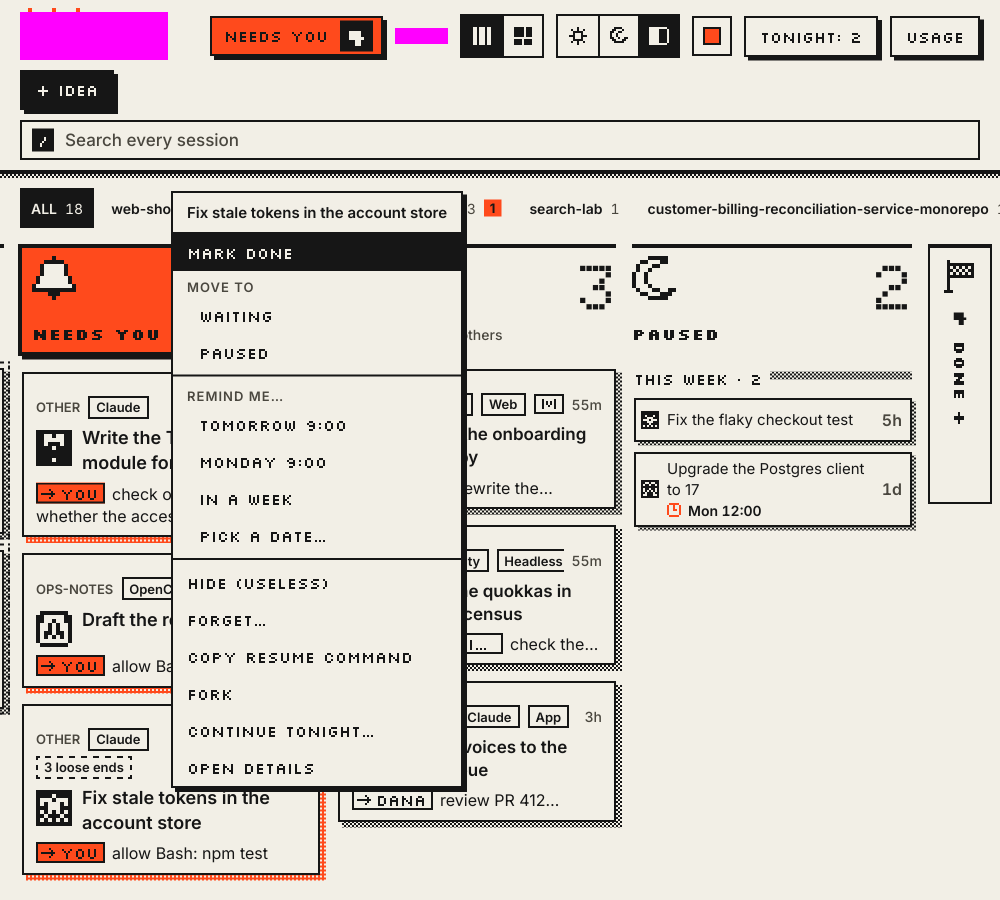 NEEDS YOU
TONIGHT: 2
USAGE
+ IDEA
/ Search every session
ALL 18
web-sho
3 1
search-lab 1
customer-billing-reconciliation-service-monorepo
Fix stale tokens in the account store
MARK DONE
MOVE TO
WAITING
PAUSED
REMIND ME…
TOMORROW 9:00
MONDAY 9:00
IN A WEEK
PICK A DATE…
HIDE (USELESS)
FORGET…
COPY RESUME COMMAND
FORK
CONTINUE TONIGHT…
OPEN DETAILS
NEEDS YOU
OTHER Claude
Write the
module for
→ YOU check
whether the acces
OPS-NOTES OpenC
Draft the
→ YOU allow Ba
OTHER Claude
3 loose ends
Fix stale tokens in the
account store
→ YOU allow Bash: npm test
3
others
Web 55m
he onboarding
ewrite the…
ty Headless 55m
quokkas in
census
check the…
Claude App 3h
voices to the
ue
→ DANA review PR 412…
2
PAUSED
THIS WEEK · 2
Fix the flaky checkout test 5h
Upgrade the Postgres client
to 17 1d
Mon 12:00
DONE +